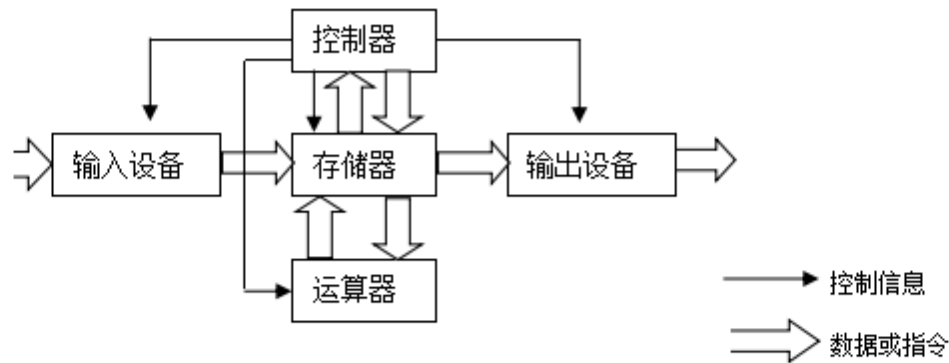 控制器
输入设备
存储器
输出设备
运算器
控制信息
数据或指令